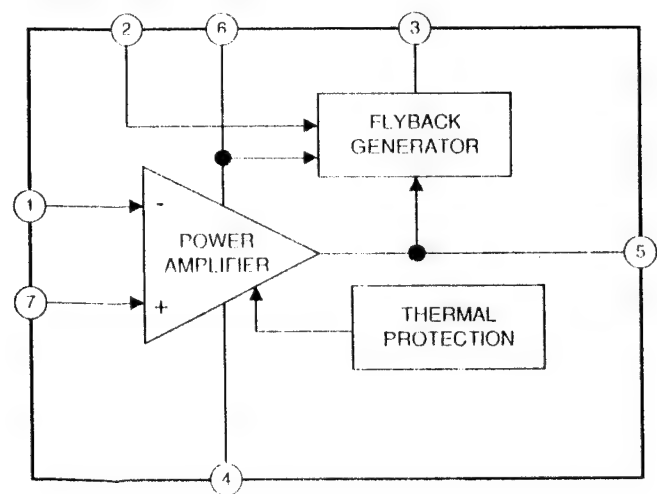 2
6
3
FLYBACK
GENERATOR
1
-
POWER
AMPLIFIER
5
7
+
THERMAL
PROTECTION
4